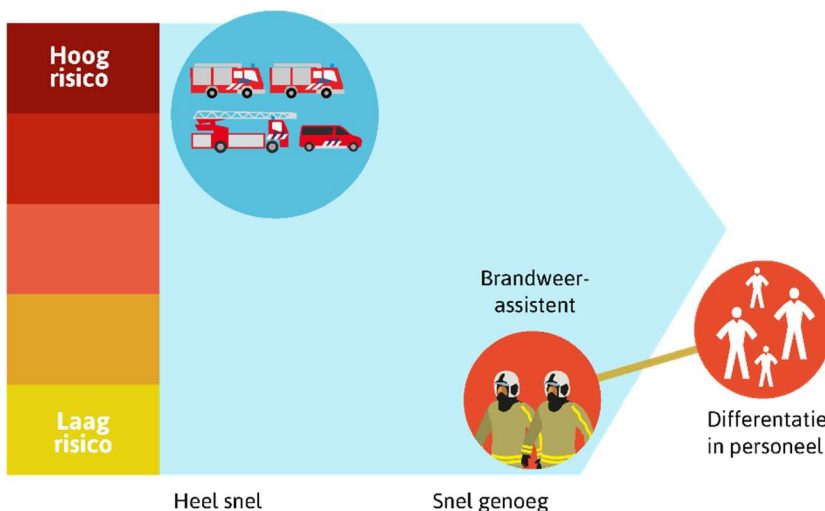 Hoog
risico
Brandweer-
assistent
Laag
risico
Differentatie
in personeel
Heel snel
Snel genoeg